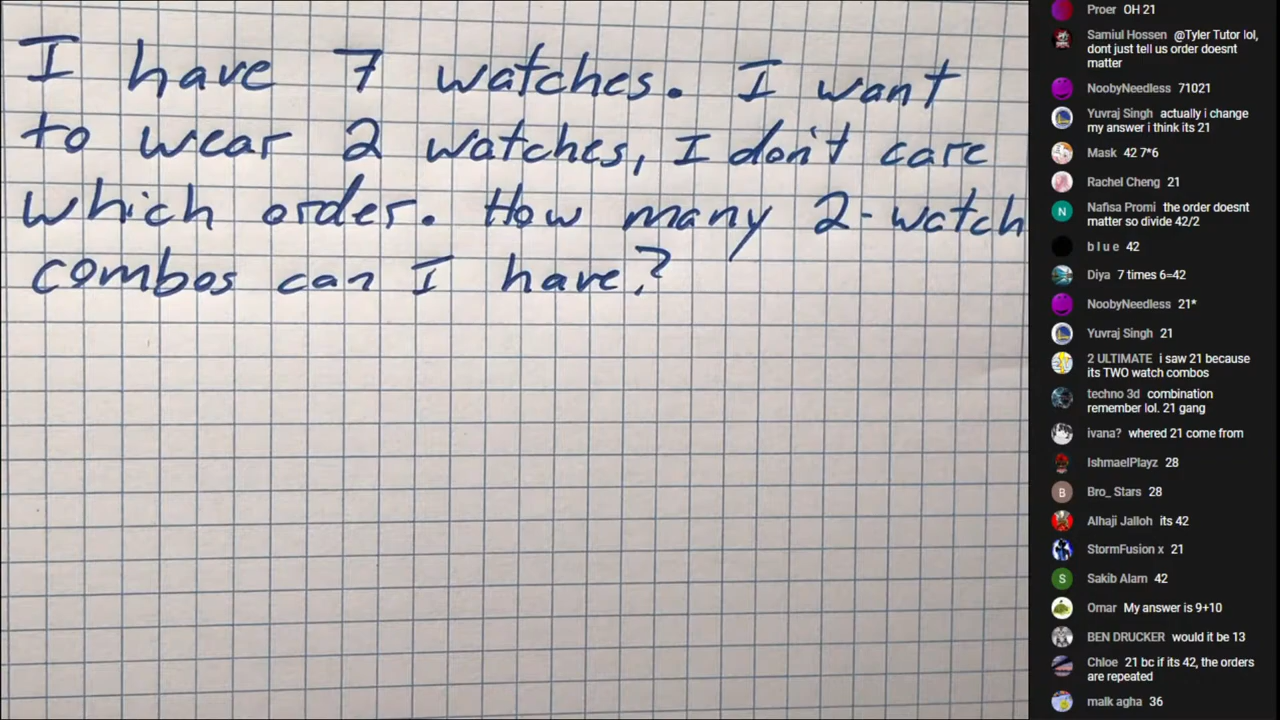 I have 7 watches. I want
to wear 2 watches, I don't care
which order. How many 2-watch
combos can I have?
Proer OH 21
Samiul Hossen @Tyler Tutor lol,
dont just tell us order doesnt
matter
NoobyNeedless 71021
Yuvraj Singh actually i change
my answer i think its 21
Mask 42 7*6
Rachel Cheng 21
N Nafisa Promi the order doesnt
matter so divide 42/2
b l u e 42
Diya 7 times 6=42
NoobyNeedless 21*
Yuvraj Singh 21
2 ULTIMATE i saw 21 because
its TWO watch combos
techno 3d combination
remember lol. 21 gang
ivana? whered 21 come from
IshmaelPlayz 28
B Bro_ Stars 28
Alhaji Jalloh its 42
StormFusion x 21
S Sakib Alam 42
Omar My answer is 9+10
BEN DRUCKER would it be 13
Chloe 21 bc if its 42, the orders
are repeated
malk agha 36